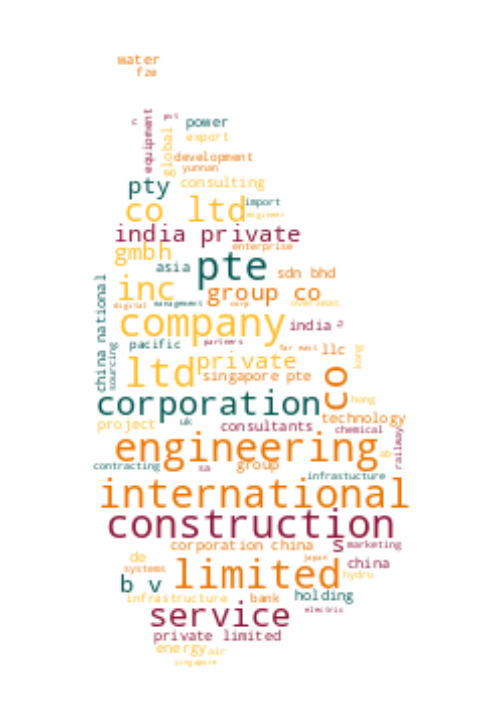 water
fze
c
equipment
pvt
global
power
export
development
yunnan
pty
consulting
co ltd
import
engineer
india private
enterprise
gmbh
asia
pte
sdn bhd
china national
inc
group co
digital
management
corp
overseas
company
india
pacific
partners
far east
llc
kong
sourcing
ltd
private
singapore pte
co
hong
corporation
technology
project
uk
consultants
chemical
railway
engineering
ab
contracting
sa
group
infrastucture
international
construction
s
marketing
corporation china
de
japan
china
systems
limited
hydro
b v
infrastructure
bank
holding
service
electric
private limited
energy
air
singapore